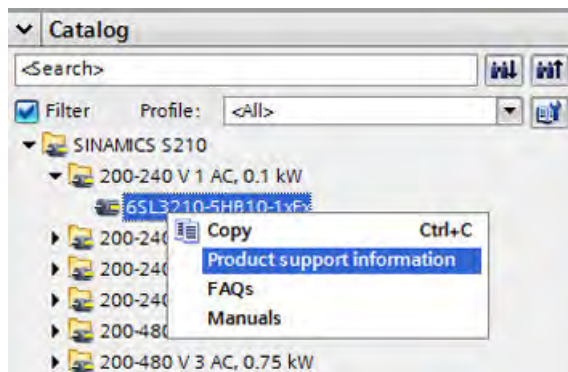 Catalog
<Search>
Filter Profile: <All>
SINAMICS S210
200-240 V 1 AC, 0.1 kW
6SL3210-5HB10-1xFx
Copy Ctrl+C
200-240
Product support information
200-240
FAQs
200-240
Manuals
200-480
200-480 V 3 AC, 0.75 kW